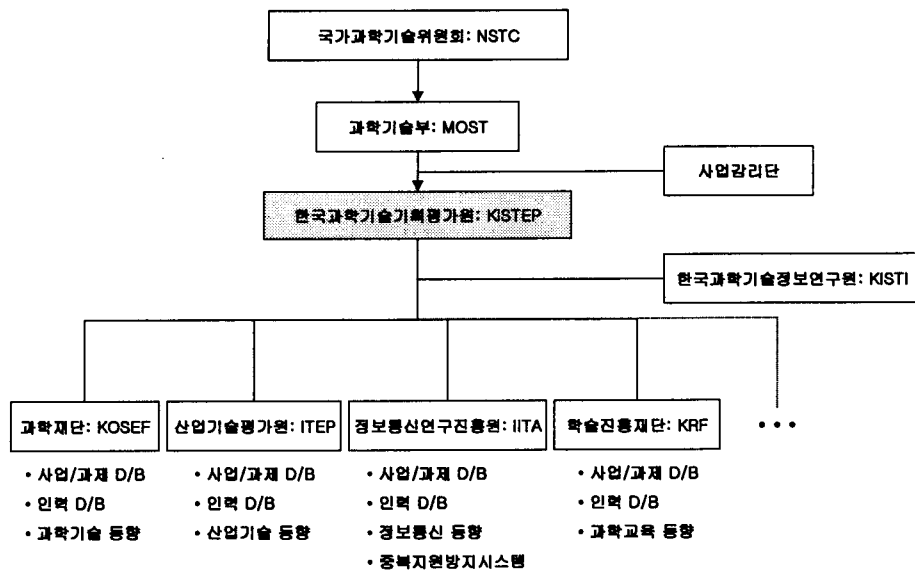 국가과학기술위원회: NSTC
과학기술부: MOST
사업감리단
한국과학기술기획평가원: KISTEP
한국과학기술정보연구원: KISTI
과학재단: KOSEF
산업기술평가원: ITEP
정보통신연구진흥원: IITA
학술진흥재단: KRF
• • •
• 사업/과제 D/B
• 인력 D/B
• 과학기술 동향
• 사업/과제 D/B
• 인력 D/B
• 산업기술 동향
• 사업/과제 D/B
• 인력 D/B
• 정보통신 동향
• 중복지원방지시스템
• 사업/과제 D/B
• 인력 D/B
• 과학교육 동향